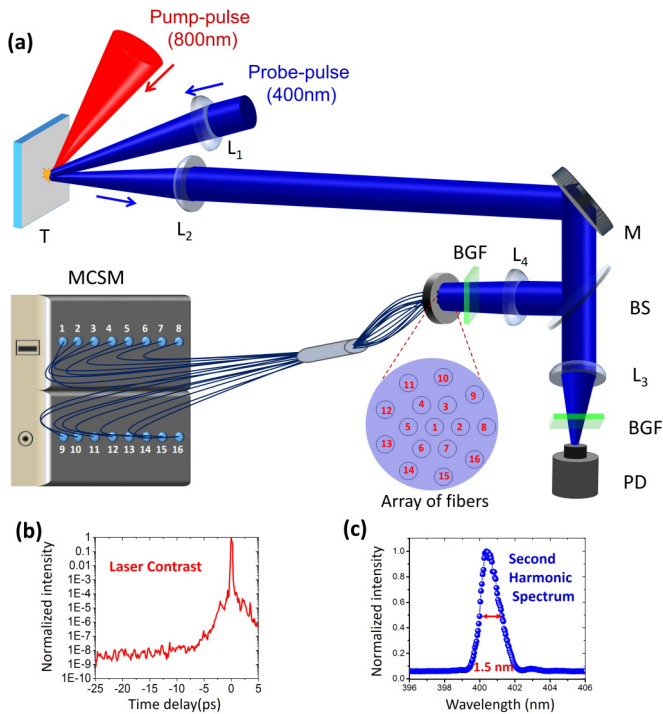 (a)
Pump-pulse
(800nm)
Probe-pulse
(400nm)
L1
L2
T
M
BS
L3
BGF
PD
BGF
L4
MCSM
1 2 3 4 5 6 7 8
9 10 11 12 13 14 15 16
10
11
9
4
3
12
5
1
2
8
13
6
7
16
14
15
Array of fibers
(b)
Normalized intensity
1
0.1
0.01
1E-3
1E-4
1E-5
1E-6
1E-7
1E-8
1E-9
1E-10
Laser Contrast
-25 -20 -15 -10 -5 0 5
Time delay(ps)
(c)
Normalized intensity
1.0
0.8
0.6
0.4
0.2
0.0
Second
Harmonic
Spectrum
1.5 nm
396 398 400 402 404 406
Wavelength (nm)